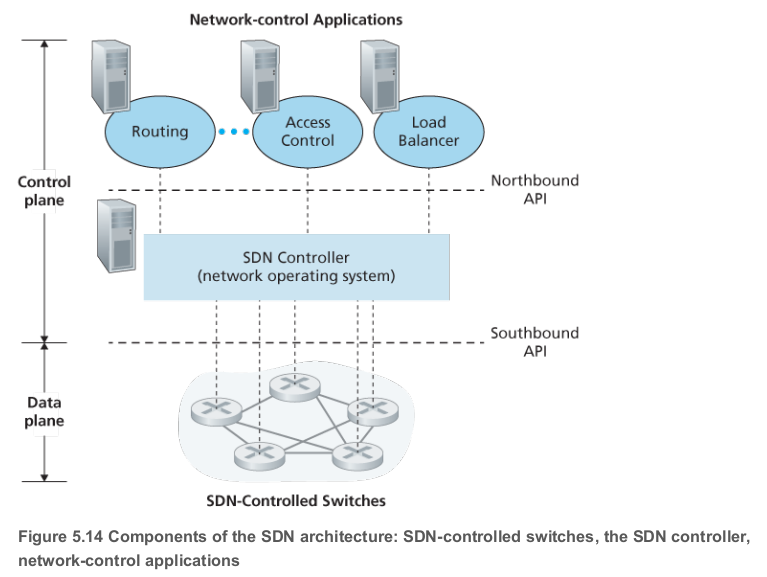 Network-control Applications
Routing
Access
Control
Load
Balancer
Control
plane
Northbound
API
SDN Controller
(network operating system)
Southbound
API
Data
plane
SDN-Controlled Switches
Figure 5.14 Components of the SDN architecture: SDN-controlled switches, the SDN controller,
network-control applications